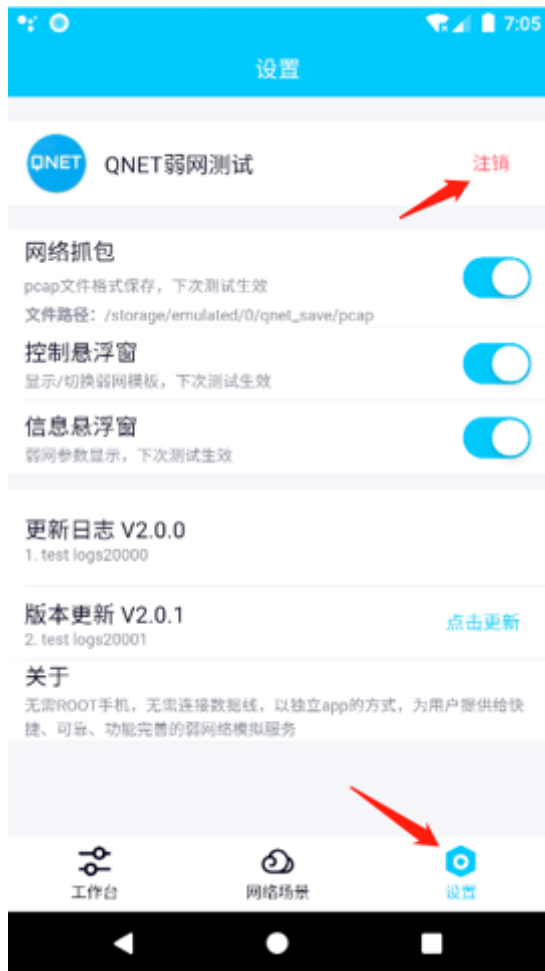 7:05
设置
QNET
QNET弱网测试
注销
网络抓包
pcap文件格式保存，下次测试生效
文件路径：/storage/emulated/0/qnet_save/pcap
控制悬浮窗
显示/切换弱网模板，下次测试生效
信息悬浮窗
弱网参数显示，下次测试生效
更新日志 V2.0.0
1. test logs20000
版本更新 V2.0.1
点击更新
2. test logs20001
关于
无需ROOT手机，无需连接数据线，以独立app的方式，为用户提供给快
捷、可靠、功能完善的弱网络模拟服务
工作台
网络场景
设置